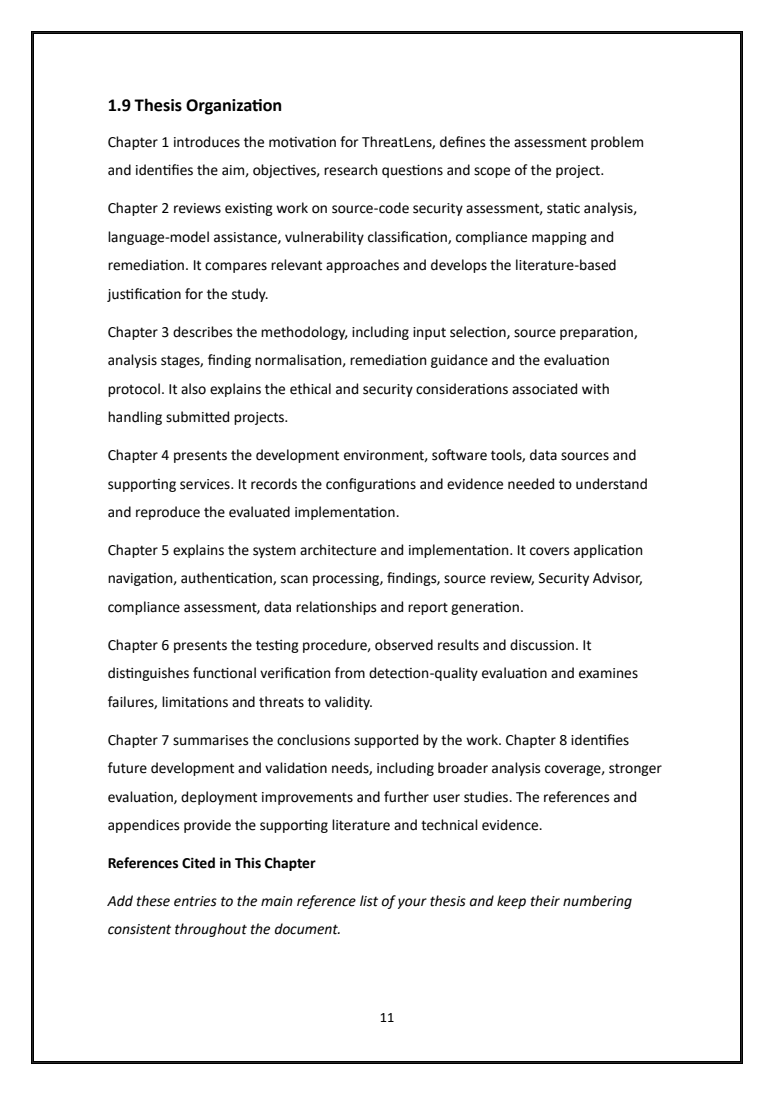 1.9 Thesis Organization
Chapter 1 introduces the motivation for ThreatLens, defines the assessment problem
and identifies the aim, objectives, research questions and scope of the project.
Chapter 2 reviews existing work on source-code security assessment, static analysis,
language-model assistance, vulnerability classification, compliance mapping and
remediation. It compares relevant approaches and develops the literature-based
justification for the study.
Chapter 3 describes the methodology, including input selection, source preparation,
analysis stages, finding normalisation, remediation guidance and the evaluation
protocol. It also explains the ethical and security considerations associated with
handling submitted projects.
Chapter 4 presents the development environment, software tools, data sources and
supporting services. It records the configurations and evidence needed to understand
and reproduce the evaluated implementation.
Chapter 5 explains the system architecture and implementation. It covers application
navigation, authentication, scan processing, findings, source review, Security Advisor,
compliance assessment, data relationships and report generation.
Chapter 6 presents the testing procedure, observed results and discussion. It
distinguishes functional verification from detection-quality evaluation and examines
failures, limitations and threats to validity.
Chapter 7 summarises the conclusions supported by the work. Chapter 8 identifies
future development and validation needs, including broader analysis coverage, stronger
evaluation, deployment improvements and further user studies. The references and
appendices provide the supporting literature and technical evidence.
References Cited in This Chapter
Add these entries to the main reference list of your thesis and keep their numbering
consistent throughout the document.
11